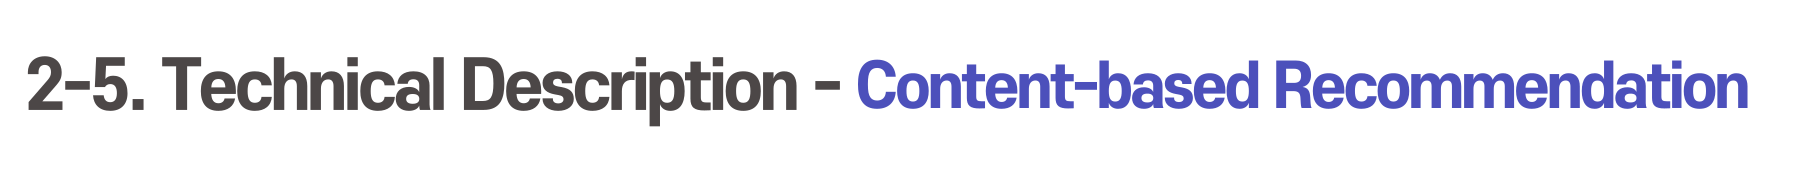 2-5. Technical Description - Content-based Recommendation